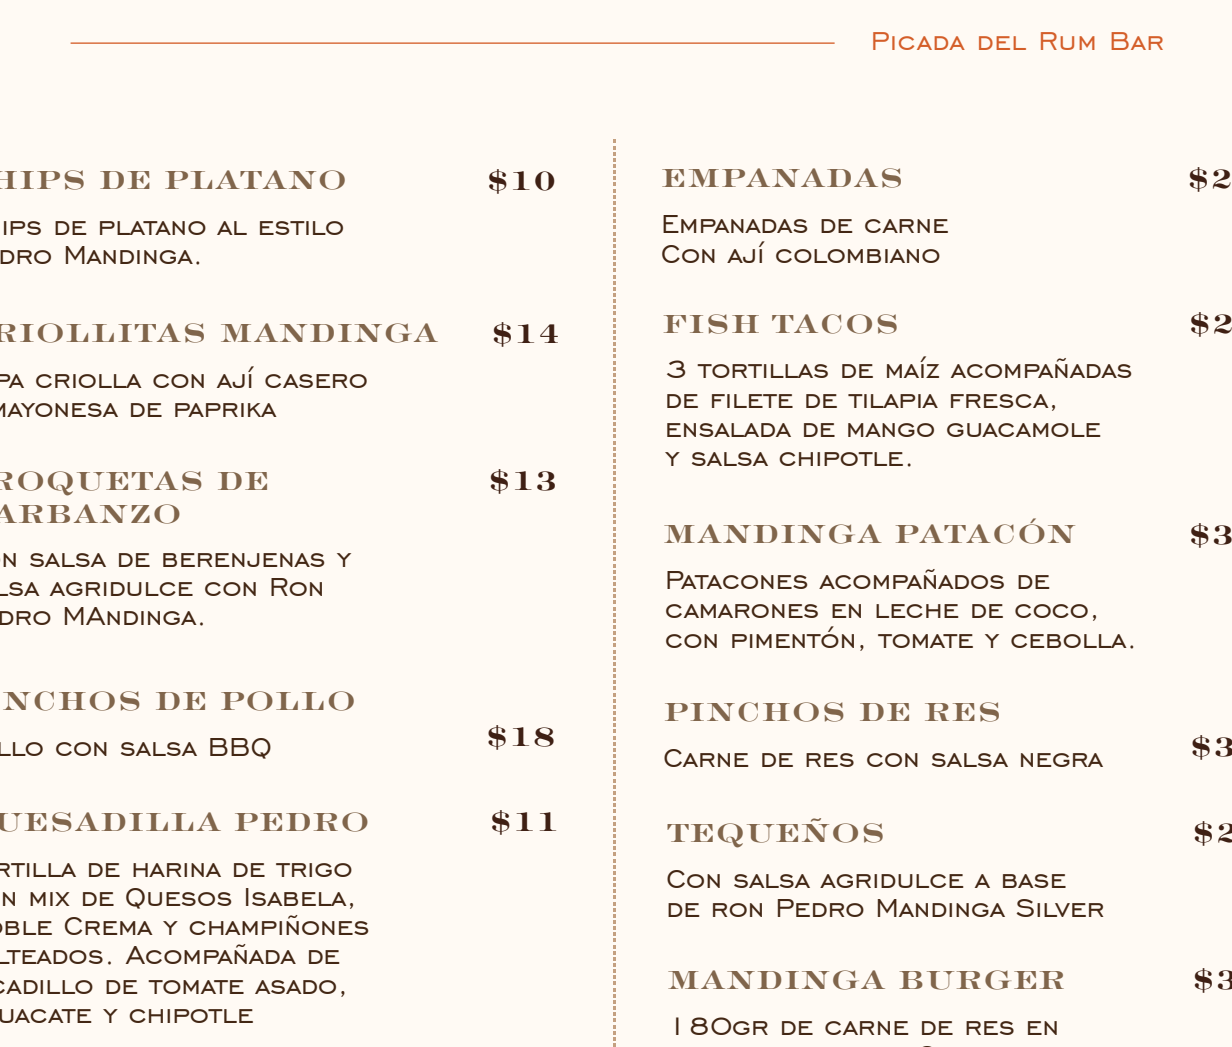 Picada del Rum Bar
HIPS DE PLATANO $10
IPS DE PLATANO AL ESTILO
DRO MANDINGA.
RIOLLITAS MANDINGA $14
PA CRIOLLA CON AJÍ CASERO
MAYONESA DE PAPRIKA
ROQUETAS DE $13
ARBANZO
N SALSA DE BERENJENAS Y
LSA AGRIDULCE CON RON
DRO MANDINGA.
NCHOS DE POLLO
LLO CON SALSA BBQ $18
UESADILLA PEDRO $11
RTILLA DE HARINA DE TRIGO
N MIX DE QUESOS ISABELA,
OBLE CREMA Y CHAMPIÑONES
LTEADOS. ACOMPAÑADA DE
CADILLO DE TOMATE ASADO,
UACATE Y CHIPOTLE
EMPANADAS $2
EMPANADAS DE CARNE
CON AJÍ COLOMBIANO
FISH TACOS $2
3 TORTILLAS DE MAÍZ ACOMPAÑADAS
DE FILETE DE TILAPIA FRESCA,
ENSALADA DE MANGO GUACAMOLE
Y SALSA CHIPOTLE.
MANDINGA PATACÓN $3
PATACONES ACOMPAÑADOS DE
CAMARONES EN LECHE DE COCO,
CON PIMENTÓN, TOMATE Y CEBOLLA.
PINCHOS DE RES
CARNE DE RES CON SALSA NEGRA $3
TEQUEÑOS $2
CON SALSA AGRIDULCE A BASE
DE RON PEDRO MANDINGA SILVER
MANDINGA BURGER $3
180GR DE CARNE DE RES EN